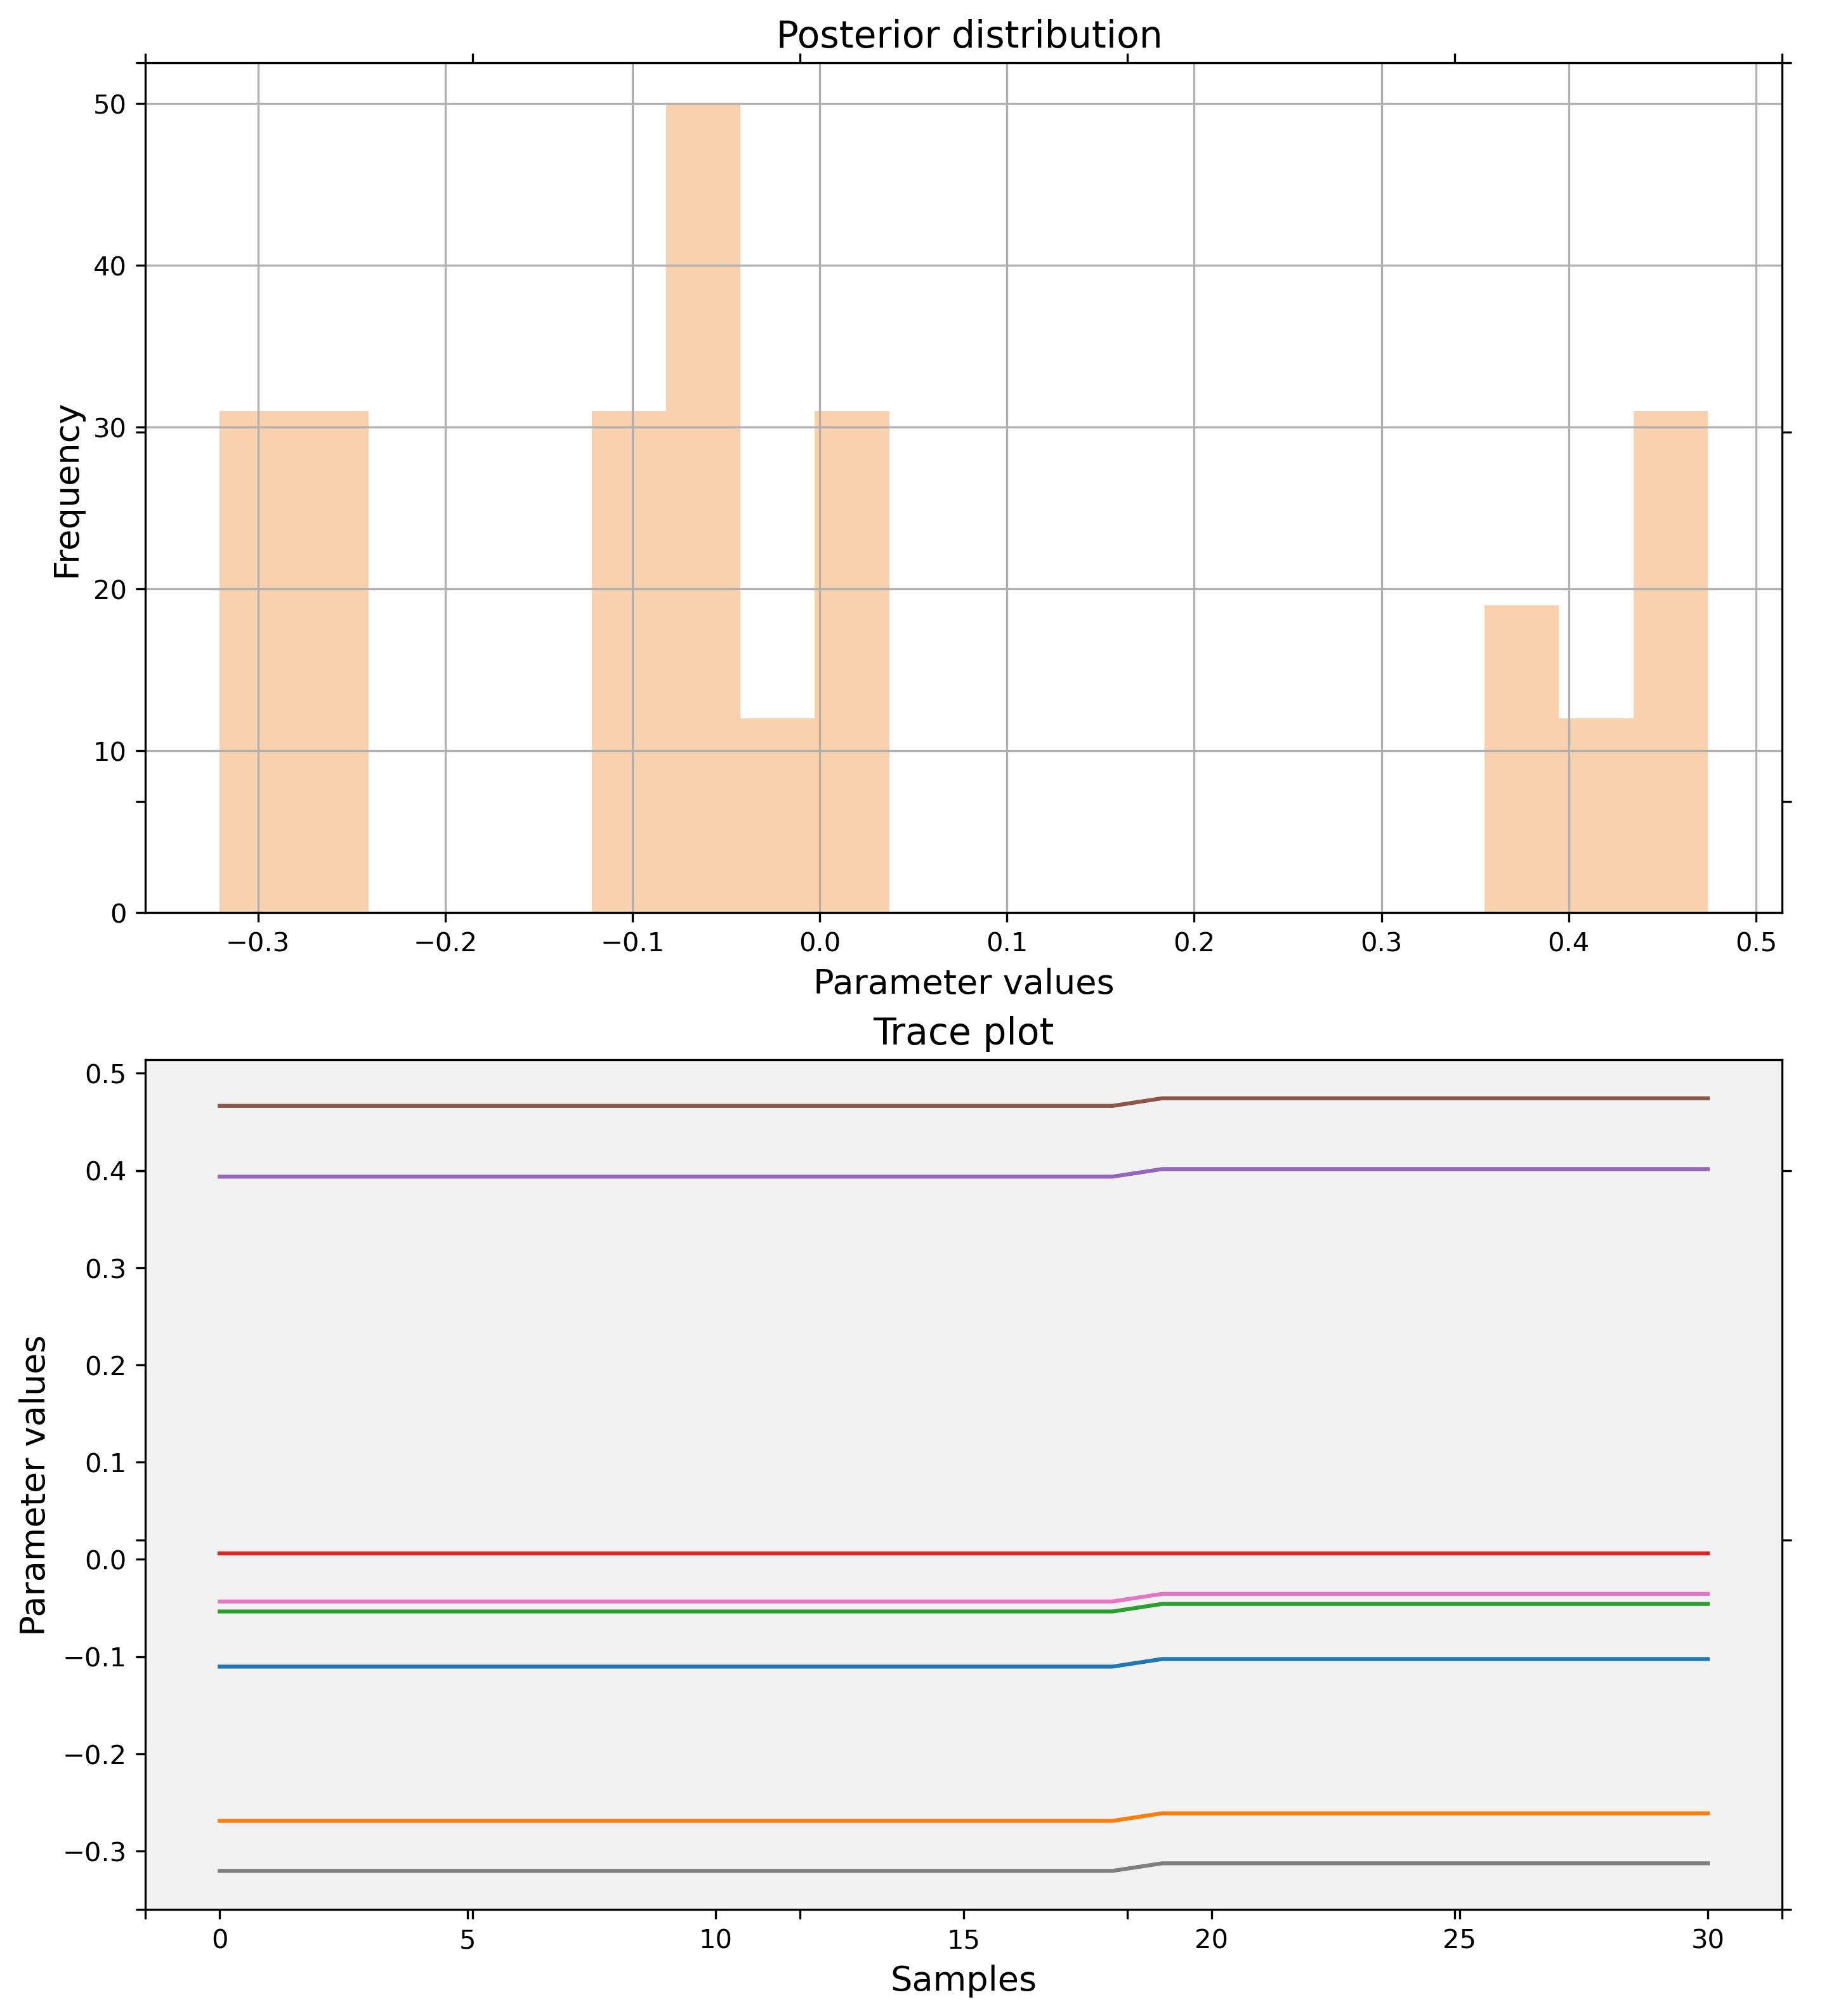 Posterior distribution
50
40
30
20
10
0
Frequency
−0.3 −0.2 −0.1 0.0 0.1 0.2 0.3 0.4 0.5
Parameter values
Trace plot
0.5
0.4
0.3
0.2
0.1
0.0
−0.1
−0.2
−0.3
Parameter values
0 5 10 15 20 25 30
Samples